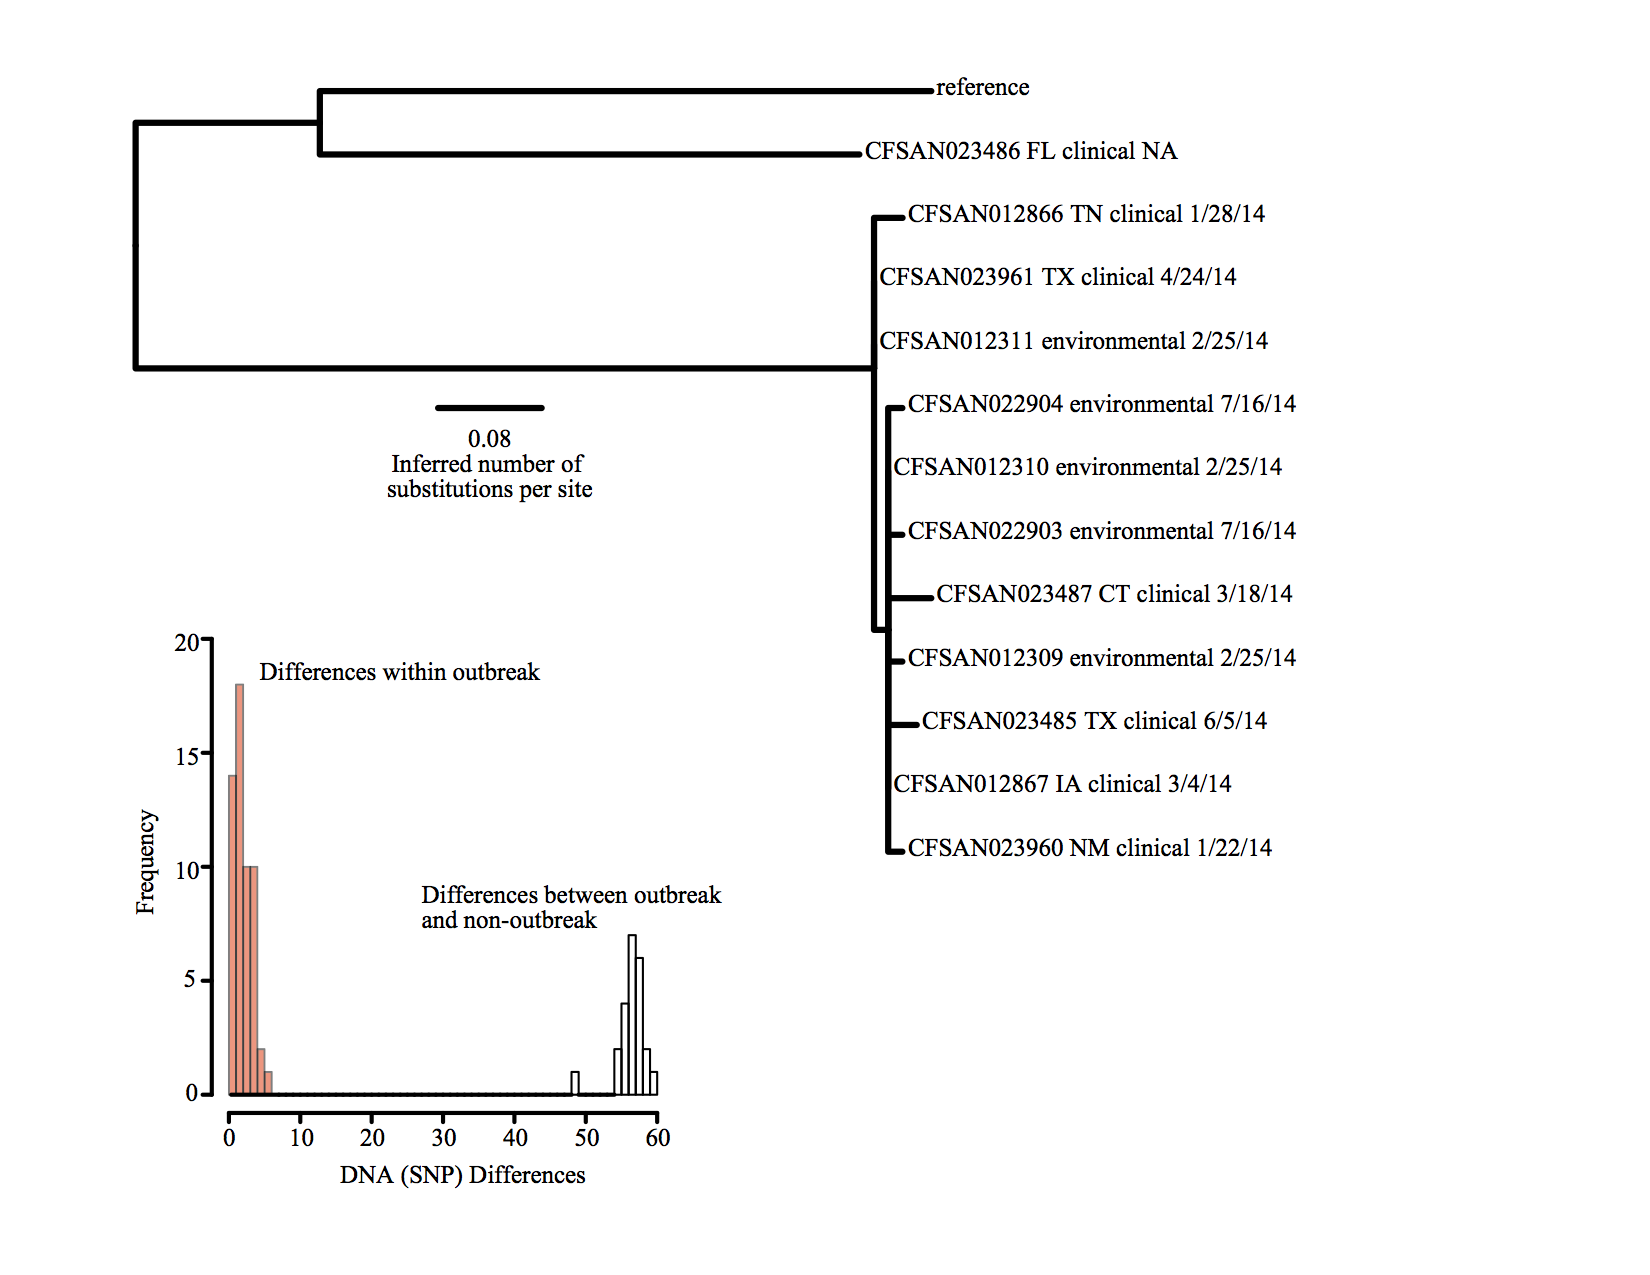 reference
CFSAN023486 FL clinical NA
CFSAN012866 TN clinical 1/28/14
CFSAN023961 TX clinical 4/24/14
CFSAN012311 environmental 2/25/14
CFSAN022904 environmental 7/16/14
CFSAN012310 environmental 2/25/14
CFSAN022903 environmental 7/16/14
CFSAN023487 CT clinical 3/18/14
CFSAN012309 environmental 2/25/14
CFSAN023485 TX clinical 6/5/14
CFSAN012867 IA clinical 3/4/14
CFSAN023960 NM clinical 1/22/14
0.08
Inferred number of
substitutions per site
20
15
10
5
0
Frequency
Differences within outbreak
Differences between outbreak
and non-outbreak
0 10 20 30 40 50 60
DNA (SNP) Differences